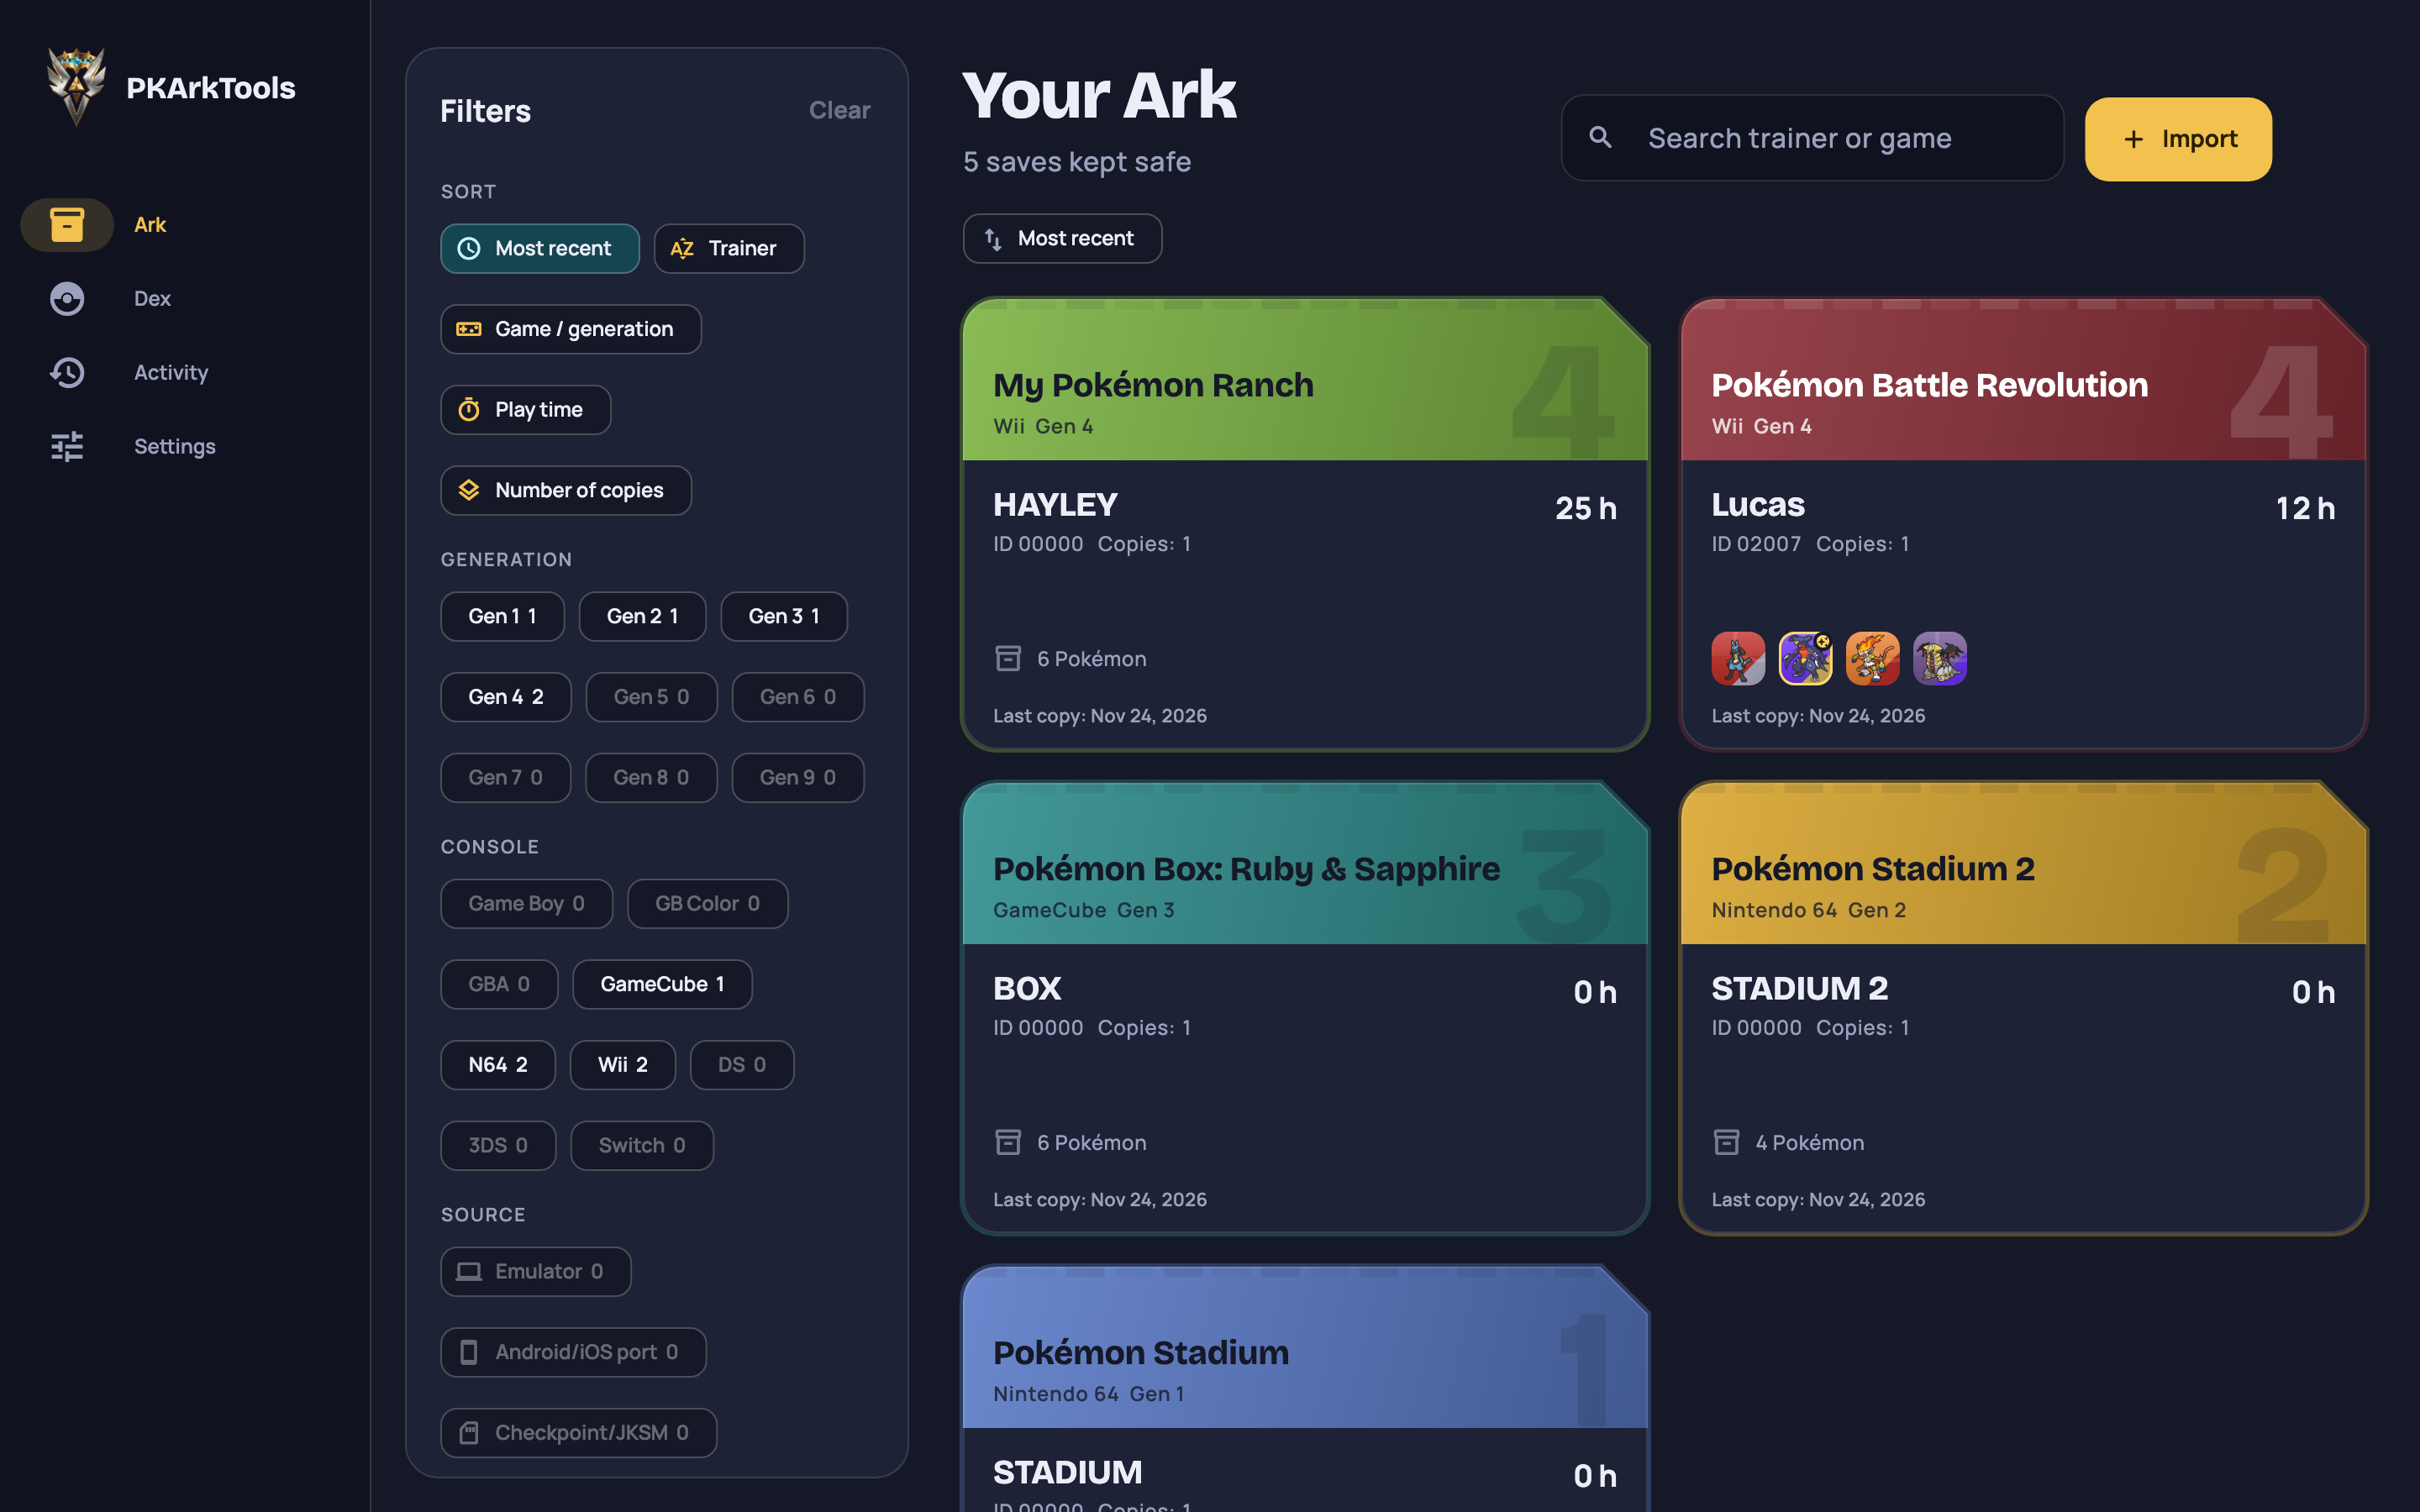 PKArkTools
Ark
Dex
Activity
Settings
Filters
Clear
SORT
Most recent
AZ Trainer
Game / generation
Play time
Number of copies
GENERATION
Gen 1 1
Gen 2 1
Gen 3 1
Gen 4 2
Gen 5 0
Gen 6 0
Gen 7 0
Gen 8 0
Gen 9 0
CONSOLE
Game Boy 0
GB Color 0
GBA 0
GameCube 1
N64 2
Wii 2
DS 0
3DS 0
Switch 0
SOURCE
Emulator 0
Android/iOS port 0
Checkpoint/JKSM 0
Your Ark
5 saves kept safe
Search trainer or game
+ Import
Most recent
My Pokémon Ranch
Wii Gen 4
4
HAYLEY
25 h
ID 00000 Copies: 1
6 Pokémon
Last copy: Nov 24, 2026
Pokémon Battle Revolution
Wii Gen 4
4
Lucas
12 h
ID 02007 Copies: 1
Last copy: Nov 24, 2026
Pokémon Box: Ruby & Sapphire
GameCube Gen 3
3
BOX
0 h
ID 00000 Copies: 1
6 Pokémon
Last copy: Nov 24, 2026
Pokémon Stadium 2
Nintendo 64 Gen 2
2
STADIUM 2
0 h
ID 00000 Copies: 1
4 Pokémon
Last copy: Nov 24, 2026
Pokémon Stadium
Nintendo 64 Gen 1
1
STADIUM
0 h
ID 00000 Copies: 1